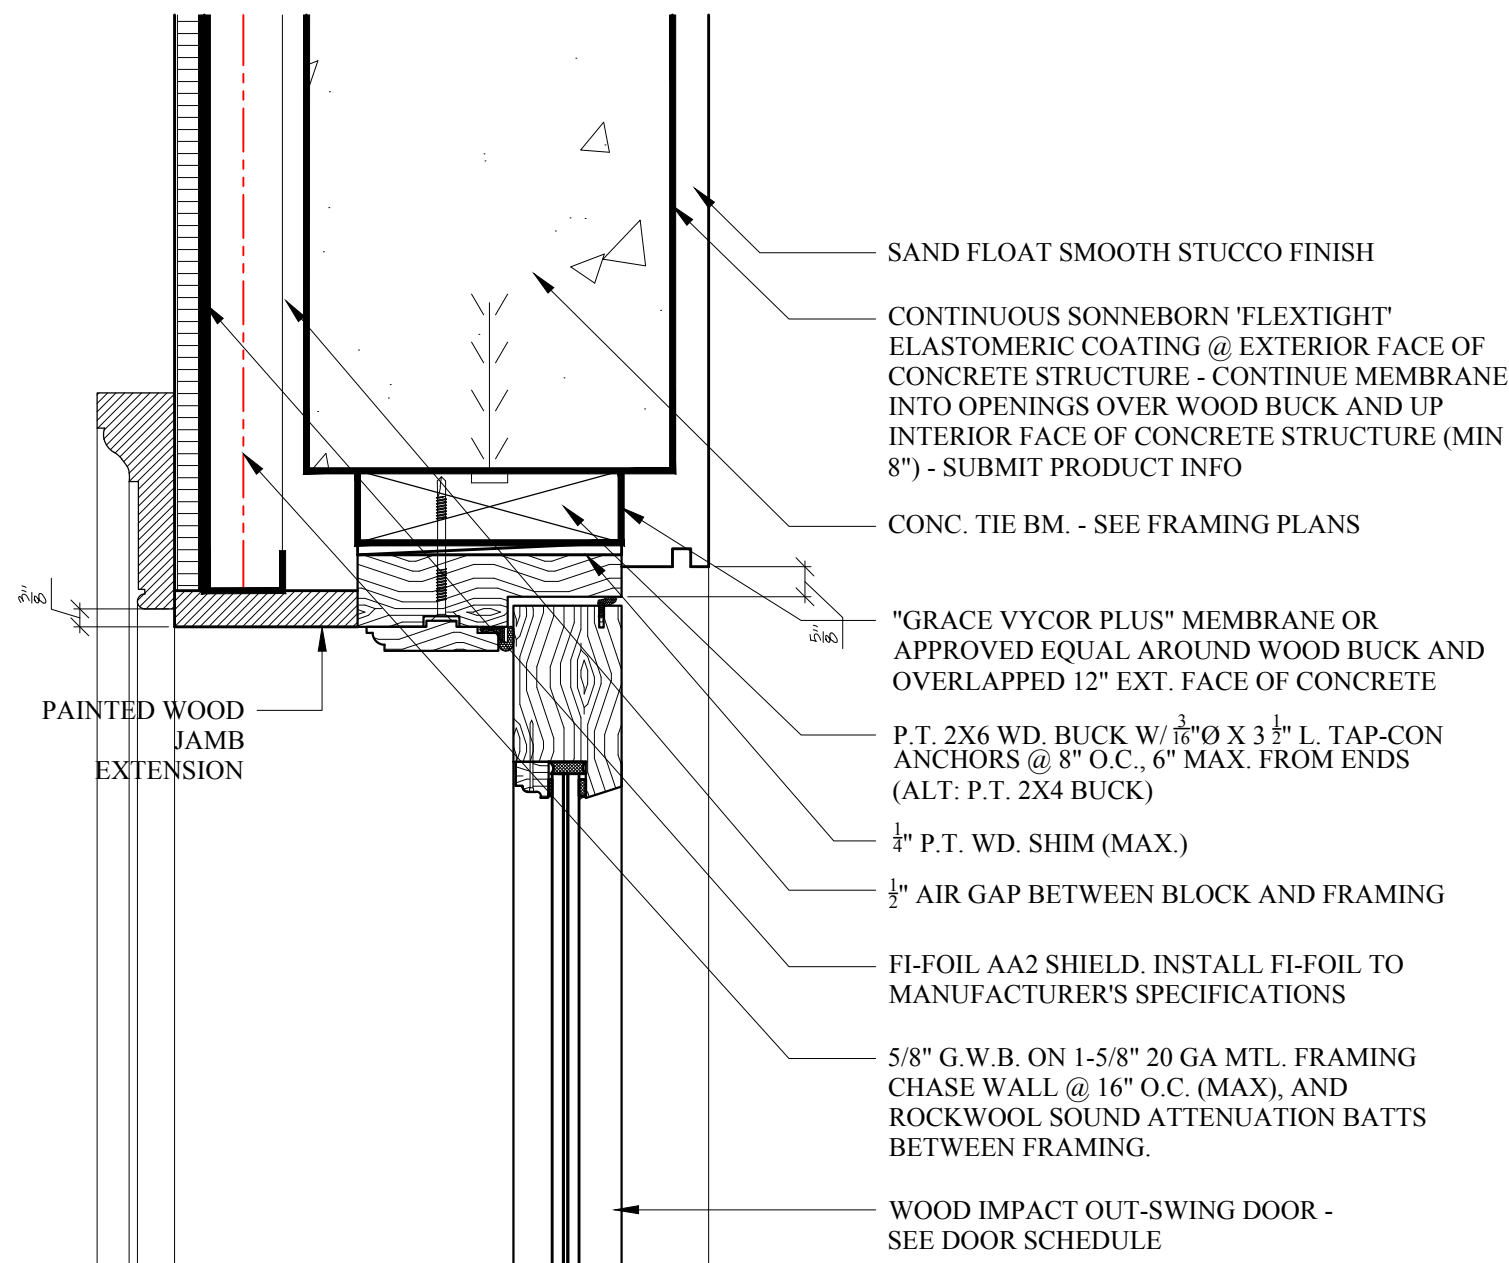 SAND FLOAT SMOOTH STUCCO FINISH
CONTINUOUS SONNEBORN 'FLEXTIGHT'
ELASTOMERIC COATING @ EXTERIOR FACE OF
CONCRETE STRUCTURE - CONTINUE MEMBRANE
INTO OPENINGS OVER WOOD BUCK AND UP
INTERIOR FACE OF CONCRETE STRUCTURE (MIN
8") - SUBMIT PRODUCT INFO
CONC. TIE BM. - SEE FRAMING PLANS
3/8"
5/8"
"GRACE VYCOR PLUS" MEMBRANE OR
APPROVED EQUAL AROUND WOOD BUCK AND
OVERLAPPED 12" EXT. FACE OF CONCRETE
PAINTED WOOD
JAMB
EXTENSION
P.T. 2X6 WD. BUCK W/ 3/16"Ø X 3 1/2" L. TAP-CON
ANCHORS @ 8" O.C., 6" MAX. FROM ENDS
(ALT: P.T. 2X4 BUCK)
1/4" P.T. WD. SHIM (MAX.)
1/2" AIR GAP BETWEEN BLOCK AND FRAMING
FI-FOIL AA2 SHIELD. INSTALL FI-FOIL TO
MANUFACTURER'S SPECIFICATIONS
5/8" G.W.B. ON 1-5/8" 20 GA MTL. FRAMING
CHASE WALL @ 16" O.C. (MAX), AND
ROCKWOOL SOUND ATTENUATION BATTS
BETWEEN FRAMING.
WOOD IMPACT OUT-SWING DOOR -
SEE DOOR SCHEDULE